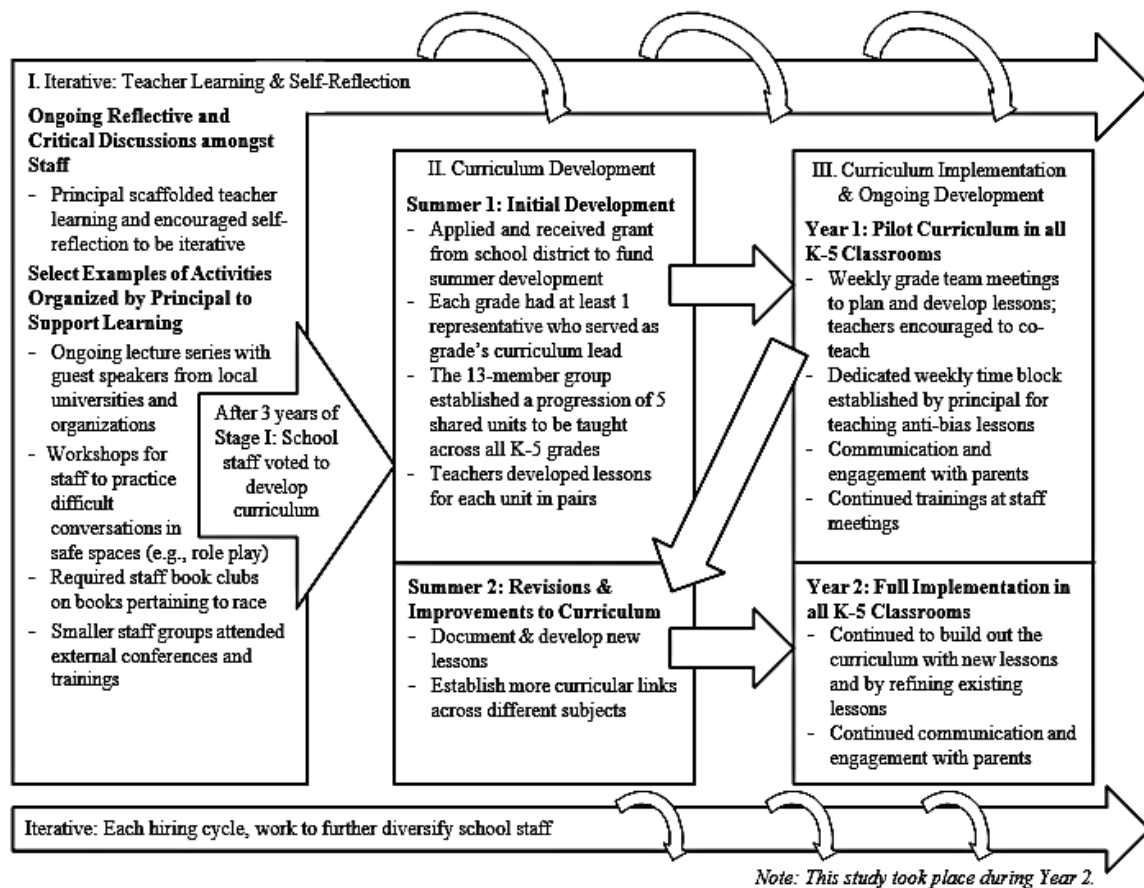 I. Iterative: Teacher Learning & Self-Reflection
Ongoing Reflective and
Critical Discussions amongst
Staff
- Principal scaffolded teacher
learning and encouraged self-
reflection to be iterative
Select Examples of Activities
Organized by Principal to
Support Learning
- Ongoing lecture series with
guest speakers from local
universities and
organizations
- Workshops for
staff to practice
difficult
conversations in
safe spaces (e.g., role play)
- Required staff book clubs
on books pertaining to race
- Smaller staff groups attended
external conferences and
trainings
After 3 years of
Stage I: School
staff voted to
develop
curriculum
II. Curriculum Development
Summer 1: Initial Development
- Applied and received grant
from school district to fund
summer development
- Each grade had at least 1
representative who served as
grade's curriculum lead
- The 13-member group
established a progression of 5
shared units to be taught
across all K-5 grades
- Teachers developed lessons
for each unit in pairs
Summer 2: Revisions &
Improvements to Curriculum
- Document & develop new
lessons
- Establish more curricular links
across different subjects
III. Curriculum Implementation
& Ongoing Development
Year 1: Pilot Curriculum in all
K-5 Classrooms
- Weekly grade team meetings
to plan and develop lessons;
teachers encouraged to co-
teach
- Dedicated weekly time block
established by principal for
teaching anti-bias lessons
- Communication and
engagement with parents
- Continued trainings at staff
meetings
Year 2: Full Implementation in
all K-5 Classrooms
- Continued to build out the
curriculum with new lessons
and by refining existing
lessons
- Continued communication and
engagement with parents
Iterative: Each hiring cycle, work to further diversify school staff
Note: This study took place during Year 2.